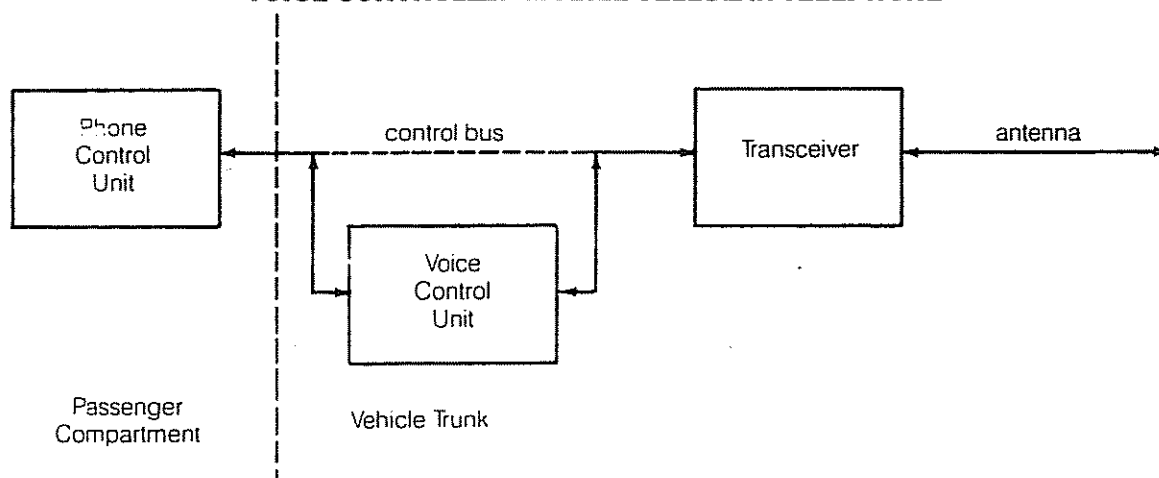 Phone
Control
Unit
control bus
Transceiver
antenna
Voice
Control
Unit
Passenger
Compartment
Vehicle Trunk